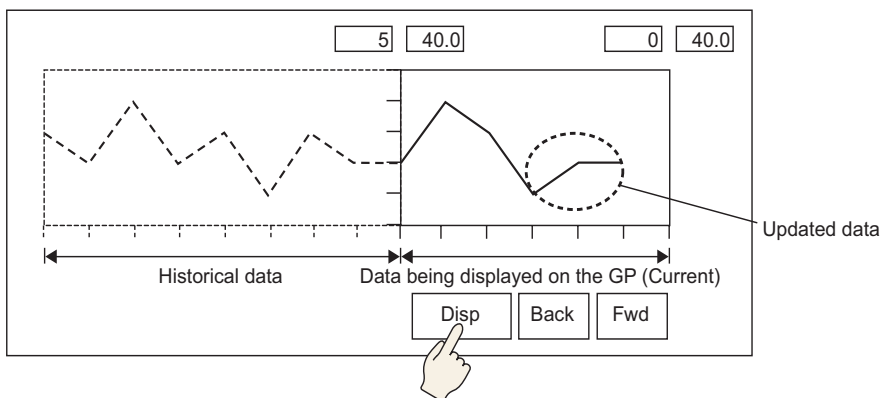 5 40.0 0 40.0
Updated data
Historical data Data being displayed on the GP (Current)
Disp Back Fwd